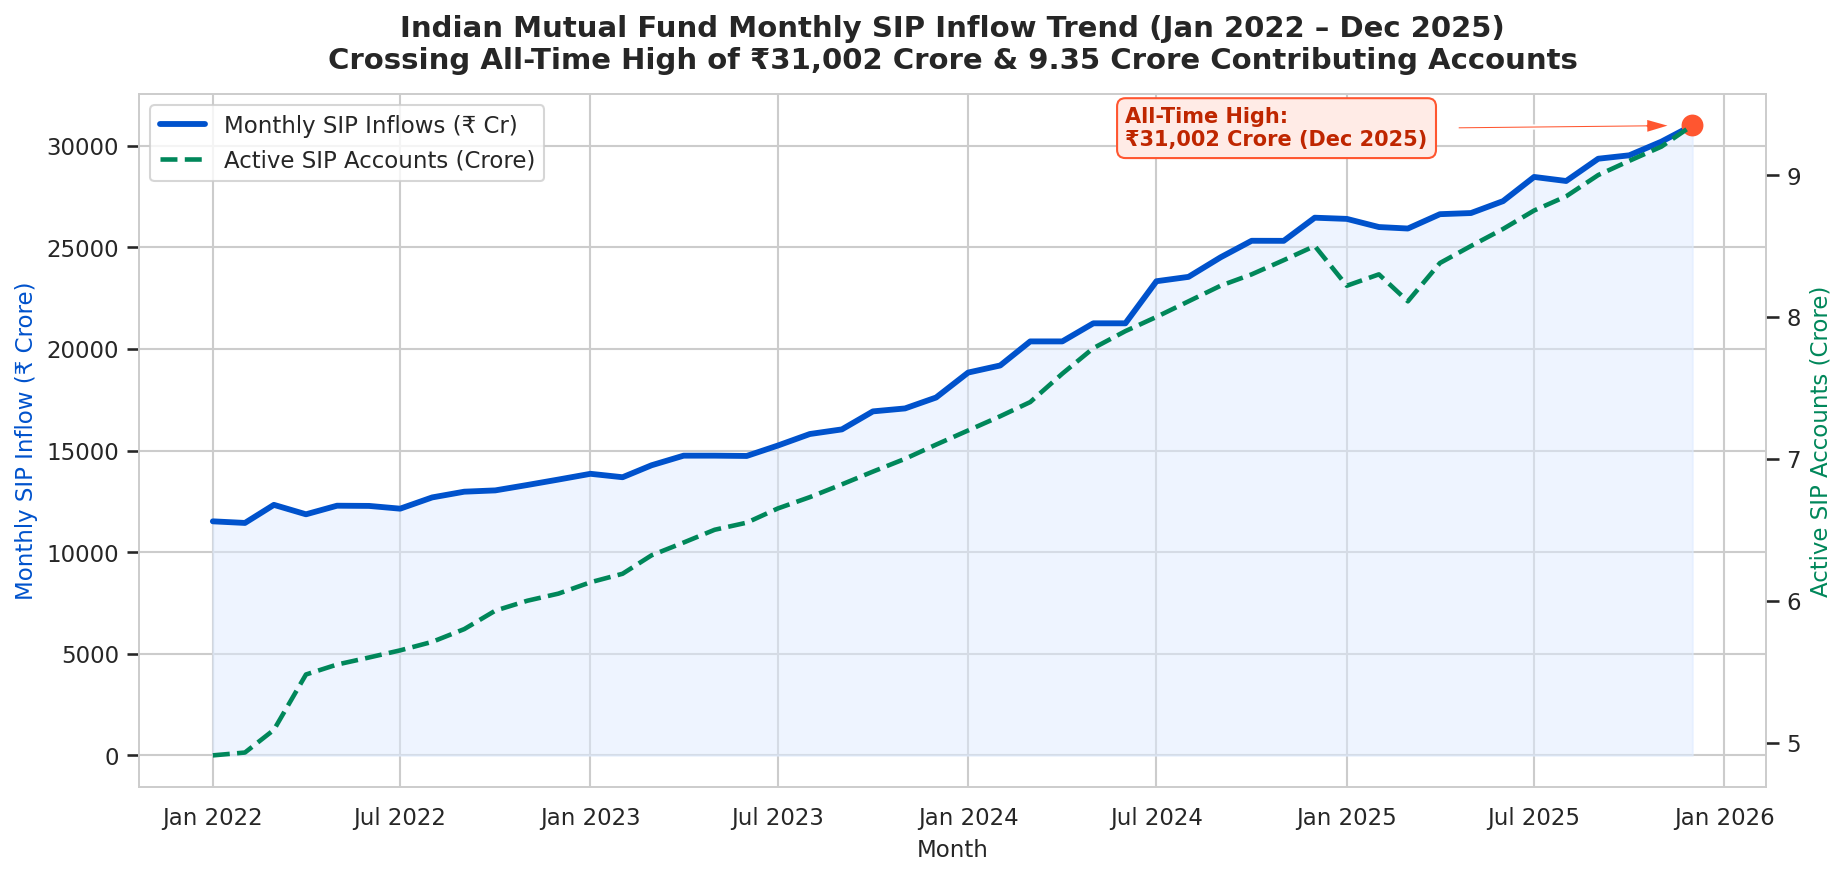 Indian Mutual Fund Monthly SIP Inflow Trend (Jan 2022 – Dec 2025)
Crossing All-Time High of ₹31,002 Crore & 9.35 Crore Contributing Accounts
Monthly SIP Inflows (₹ Cr)
Active SIP Accounts (Crore)
All-Time High:
₹31,002 Crore (Dec 2025)
Monthly SIP Inflow (₹ Crore)
30000
25000
20000
15000
10000
5000
0
9
8
7
6
5
Active SIP Accounts (Crore)
Jan 2022
Jul 2022
Jan 2023
Jul 2023
Jan 2024
Jul 2024
Jan 2025
Jul 2025
Jan 2026
Month